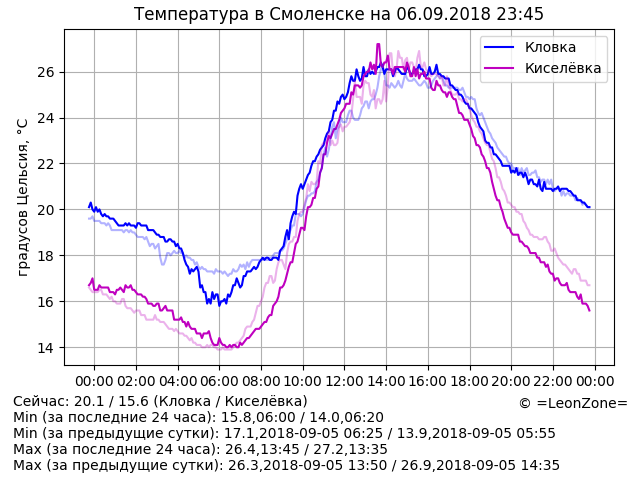 Температура в Смоленске на 06.09.2018 23:45
Кловка
Киселёвка
градусов Цельсия, °C
26
24
22
20
18
16
14
00:00 02:00 04:00 06:00 08:00 10:00 12:00 14:00 16:00 18:00 20:00 22:00 00:00
Сейчас: 20.1 / 15.6 (Кловка / Киселёвка)
© =LeonZone=
Min (за последние 24 часа): 15.8,06:00 / 14.0,06:20
Min (за предыдущие сутки): 17.1,2018-09-05 06:25 / 13.9,2018-09-05 05:55
Max (за последние 24 часа): 26.4,13:45 / 27.2,13:35
Max (за предыдущие сутки): 26.3,2018-09-05 13:50 / 26.9,2018-09-05 14:35